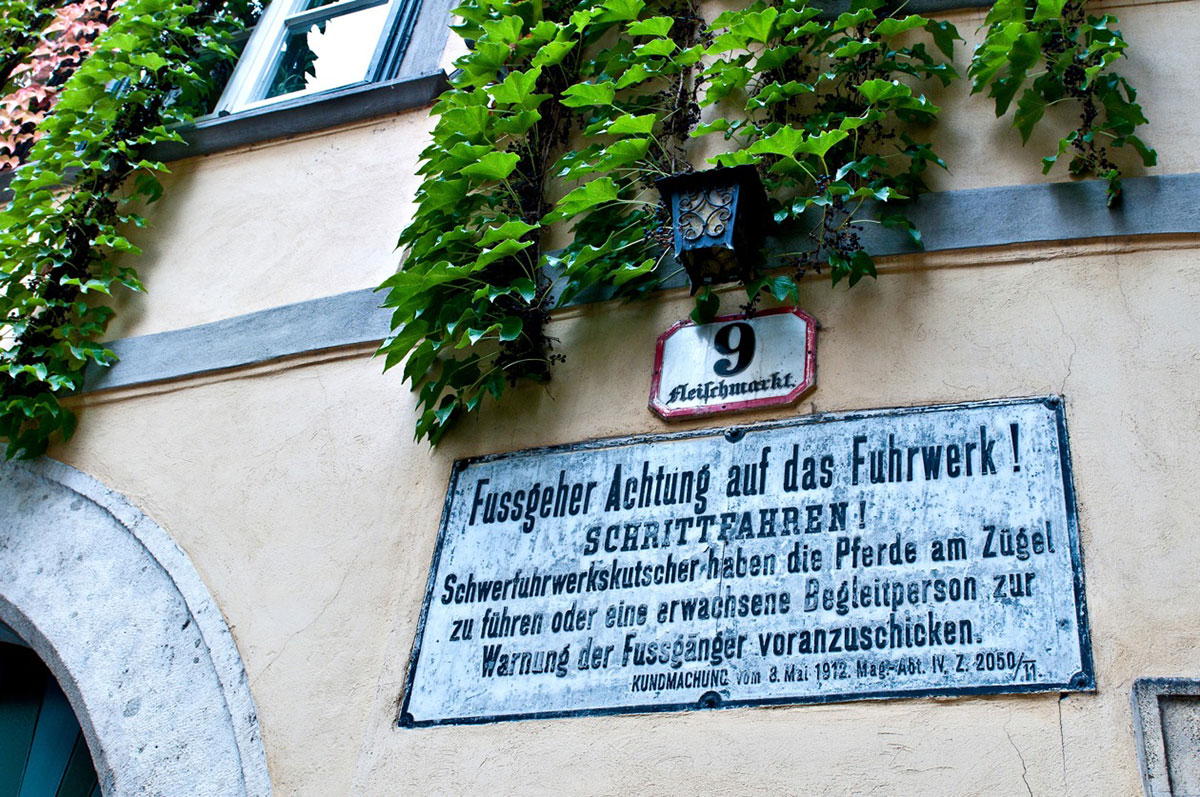 9
Fleischmarkt.
Fussgeher Achtung auf das Fuhrwerk!
SCHRITTFAHREN!
Schwerfuhrwerkskutscher haben die Pferde am Zügel
zu führen oder eine erwachsene Begleitperson zur
Warnung der Fussgänger voranzuschicken.
KUNDMACHUNG vom 8. Mai 1912. Mag.-Abt. IV. Z. 2050/11.